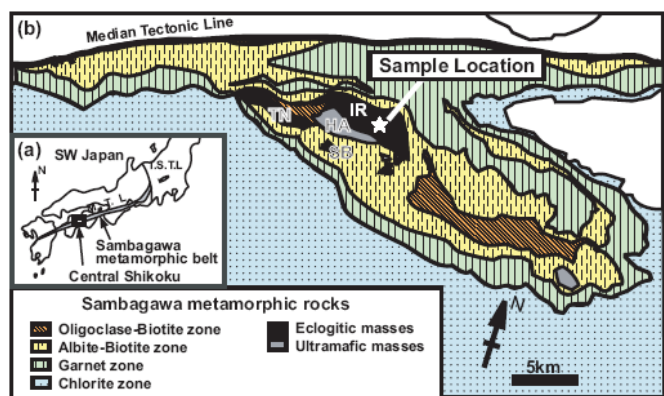 (b)
Median Tectonic Line
Sample Location
TN
IR
HA
SB
(a)
SW Japan
I.S.T.L
N
M. T. L.
Sambagawa
metamorphic belt
Central Shikoku
Sambagawa metamorphic rocks
Oligoclase-Biotite zone
Albite-Biotite zone
Garnet zone
Chlorite zone
Eclogitic masses
Ultramafic masses
N
5km